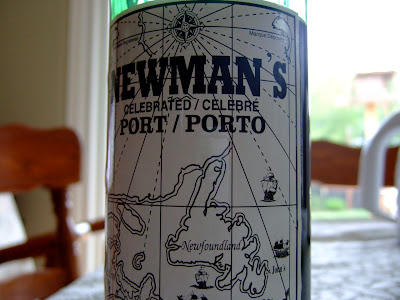 NEWMAN'S
CELEBRATED / CÉLÈBRE
PORT / PORTO
Newfoundland